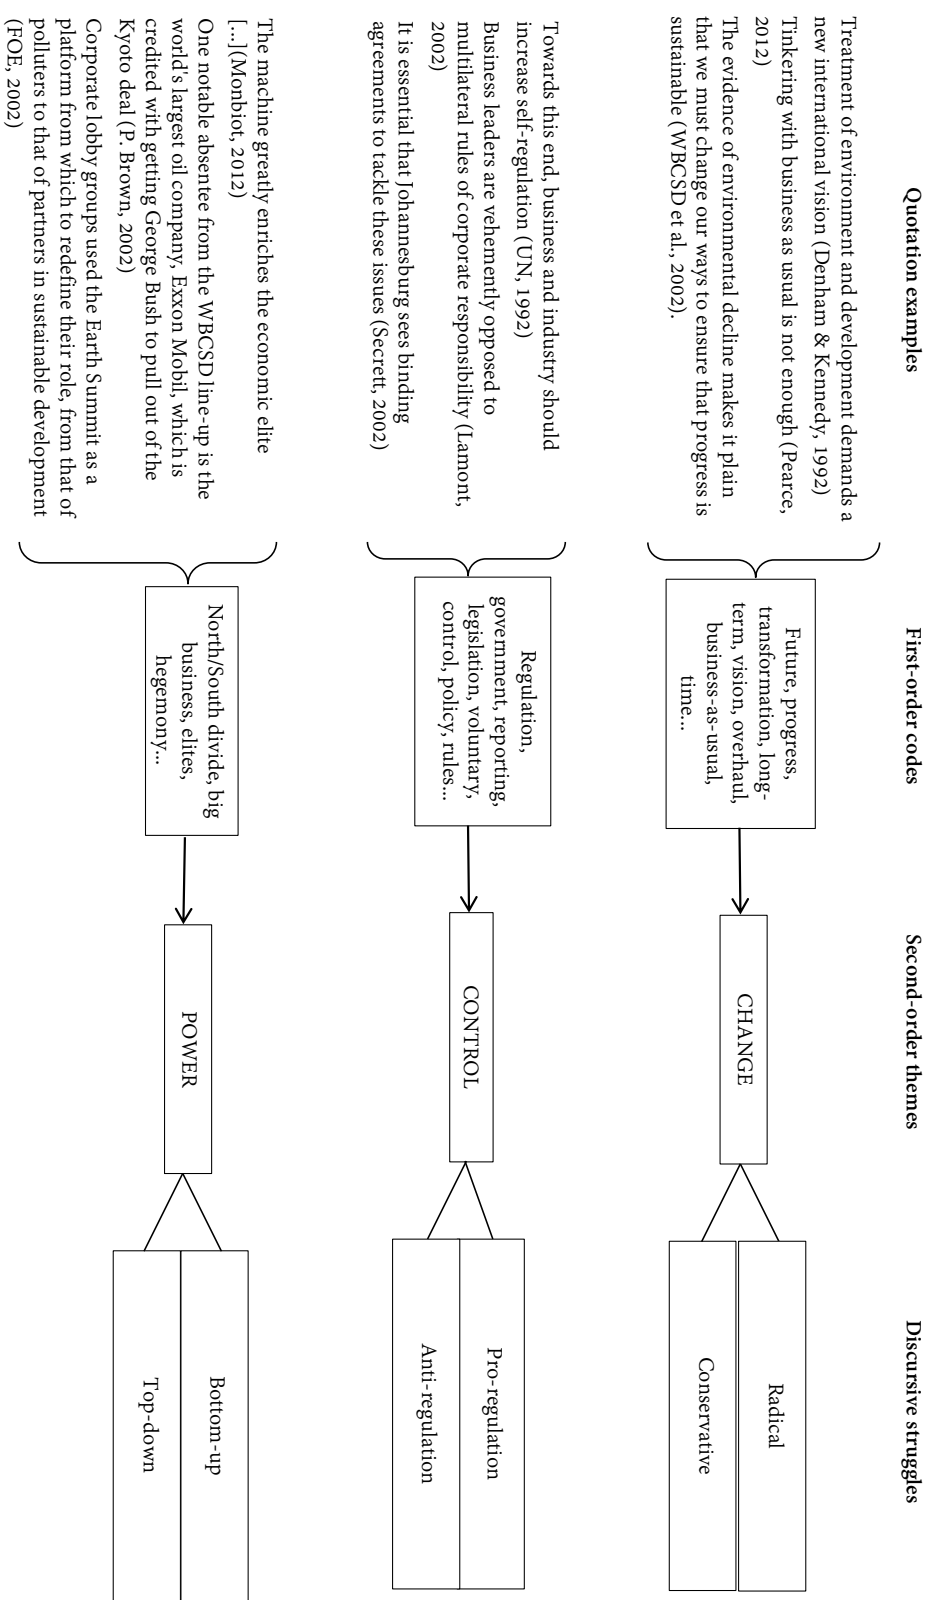 Quotation examples
First-order codes
Second-order themes
Discursive struggles
Treatment of environment and development demands a
new international vision (Denham & Kennedy, 1992)
Tinkering with business as usual is not enough (Pearce,
2012)
The evidence of environmental decline makes it plain
that we must change our ways to ensure that progress is
sustainable (WBCSD et al., 2002).
Future, progress,
transformation, long-
term, vision, overhaul,
business-as-usual,
time...
CHANGE
Radical
Conservative
Towards this end, business and industry should
increase self-regulation (UN, 1992)
Business leaders are vehemently opposed to
multilateral rules of corporate responsibility (Lamont,
2002)
It is essential that Johannesburg sees binding
agreements to tackle these issues (Secrett, 2002)
Regulation,
government, reporting,
legislation, voluntary,
control, policy, rules...
CONTROL
Pro-regulation
Anti-regulation
The machine greatly enriches the economic elite
[...](Monbiot, 2012)
One notable absentee from the WBCSD line-up is the
world's largest oil company, Exxon Mobil, which is
credited with getting George Bush to pull out of the
Kyoto deal (P. Brown, 2002)
Corporate lobby groups used the Earth Summit as a
platform from which to redefine their role, from that of
polluters to that of partners in sustainable development
(FOE, 2002)
North/South divide, big
business, elites,
hegemony...
POWER
Bottom-up
Top-down